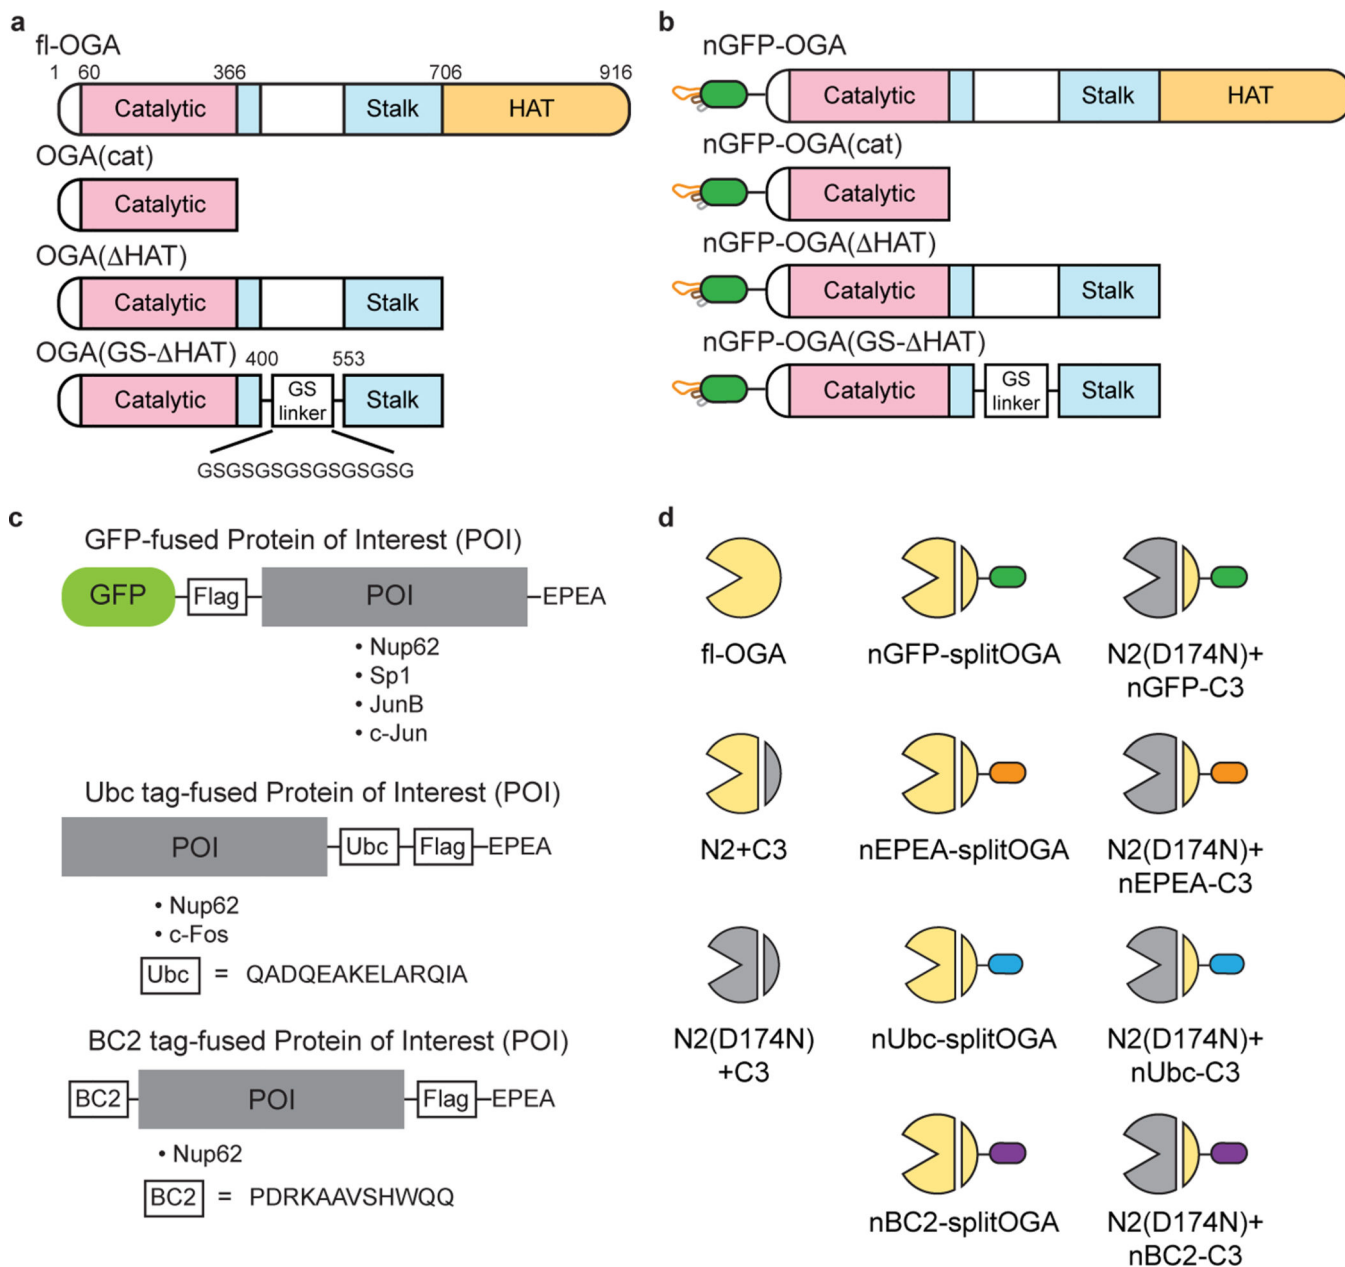 a
fl-OGA
1 60 366 706 916
Catalytic Stalk HAT
OGA(cat)
Catalytic
OGA(ΔHAT)
Catalytic Stalk
OGA(GS-ΔHAT) 400 553
Catalytic GS linker Stalk
GSGSGSGSGSGSGSG
b
nGFP-OGA
Catalytic Stalk HAT
nGFP-OGA(cat)
Catalytic
nGFP-OGA(ΔHAT)
Catalytic Stalk
nGFP-OGA(GS-ΔHAT)
Catalytic GS linker Stalk
c
GFP-fused Protein of Interest (POI)
GFP Flag POI EPEA
• Nup62
• Sp1
• JunB
• c-Jun
Ubc tag-fused Protein of Interest (POI)
POI Ubc Flag EPEA
• Nup62
• c-Fos
Ubc = QADQEAKELARQIA
BC2 tag-fused Protein of Interest (POI)
BC2 POI Flag EPEA
• Nup62
BC2 = PDRKAAVSHWQQ
d
fl-OGA
nGFP-splitOGA
N2(D174N)+
nGFP-C3
N2+C3
nEPEA-splitOGA
N2(D174N)+
nEPEA-C3
N2(D174N)
+C3
nUbc-splitOGA
N2(D174N)+
nUbc-C3
nBC2-splitOGA
N2(D174N)+
nBC2-C3